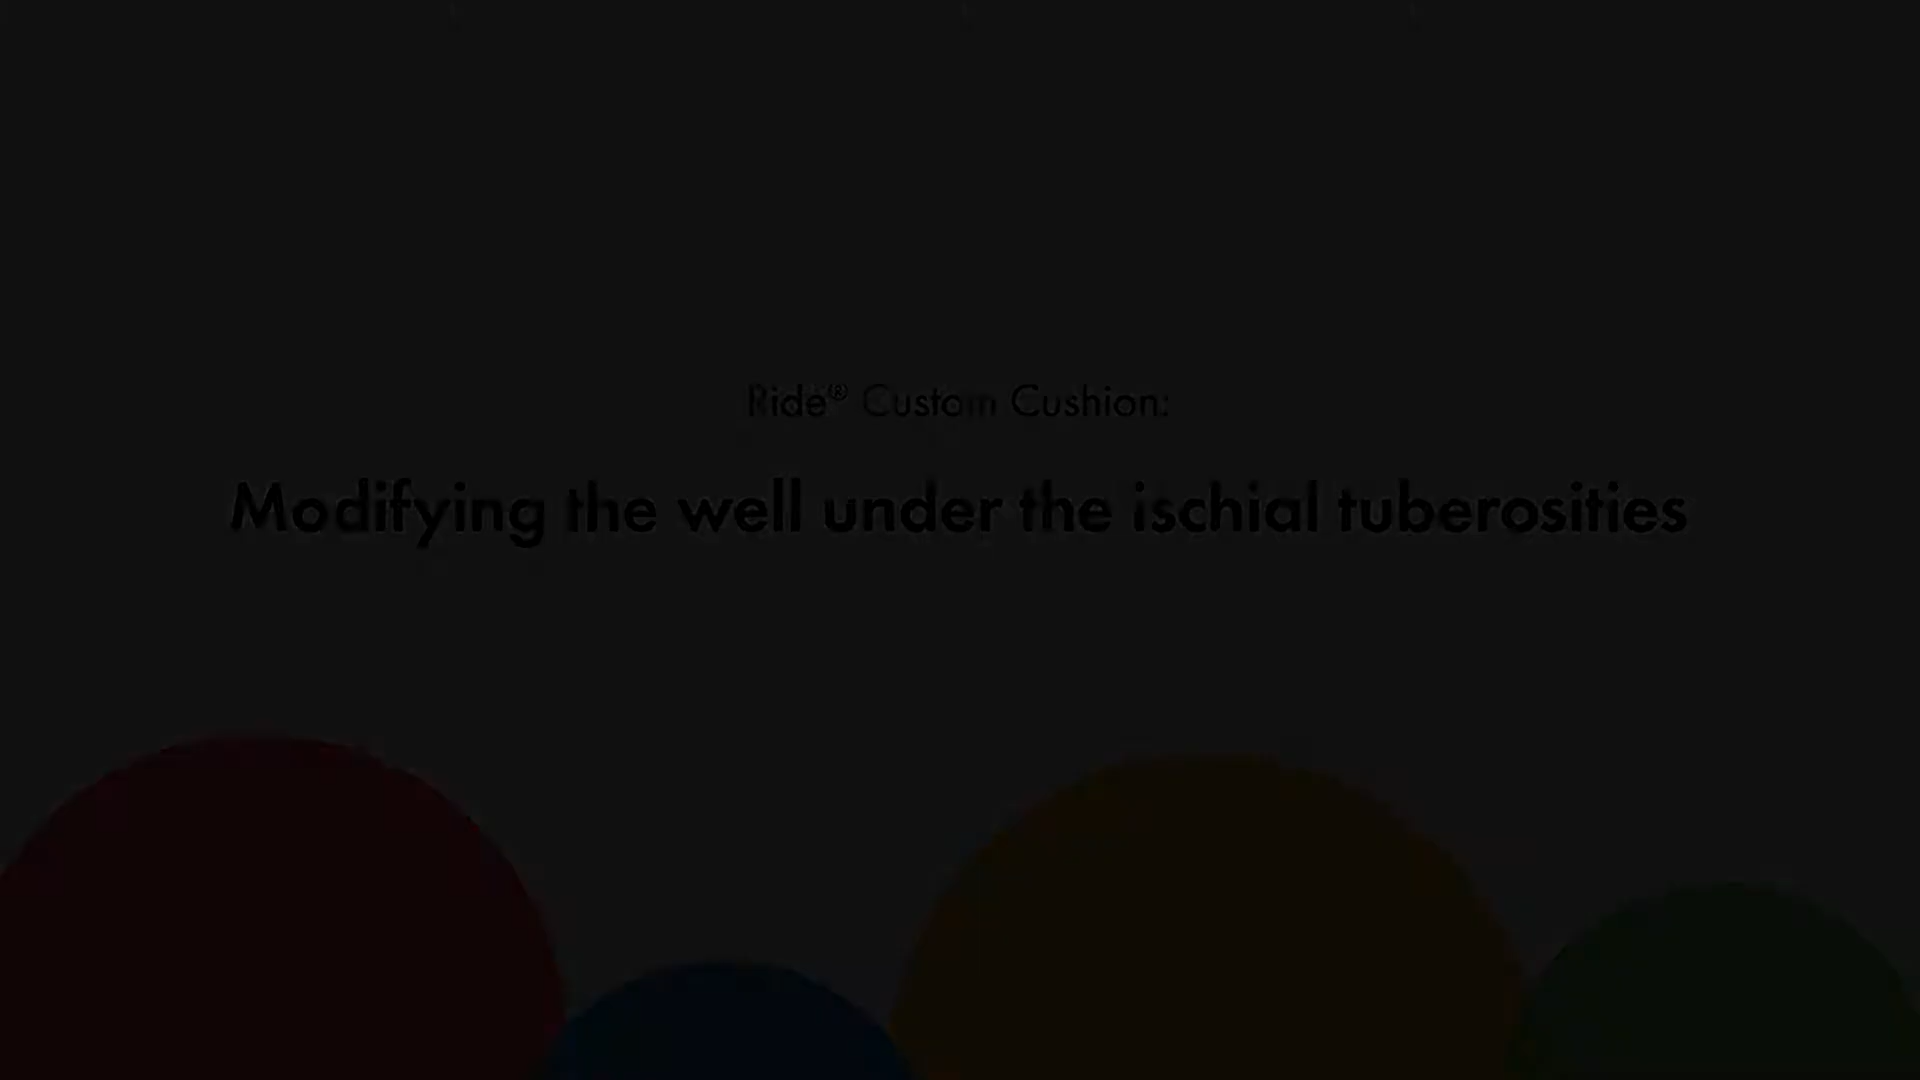 Ride® Custom Cushion:
Modifying the well under the ischial tuberosities